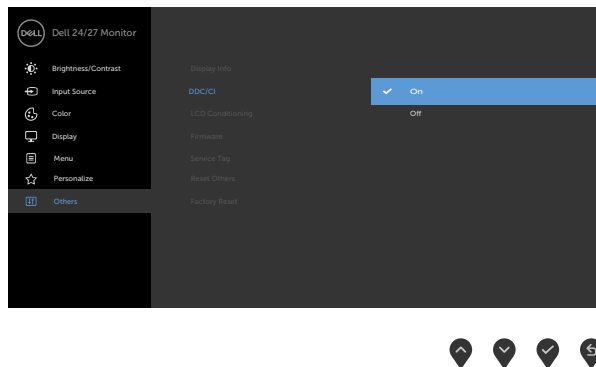 DELL Dell 24/27 Monitor
Brightness/Contrast Display Info
Input Source DDC/CI On
Color LCD Conditioning Off
Display Firmware
Menu Service Tag
Personalize Reset Others
Others Factory Reset